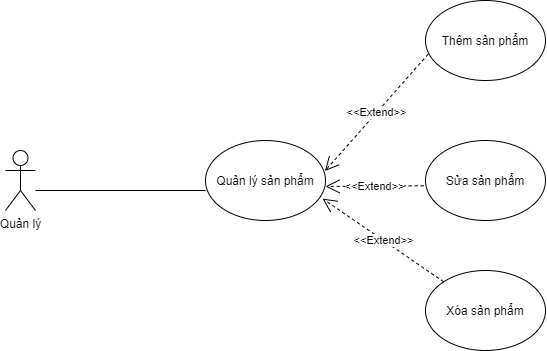 Thêm sản phẩm
<<Extend>>
Quản lý sản phẩm
<<Extend>>
Sửa sản phẩm
Quản lý
<<Extend>>
Xóa sản phẩm